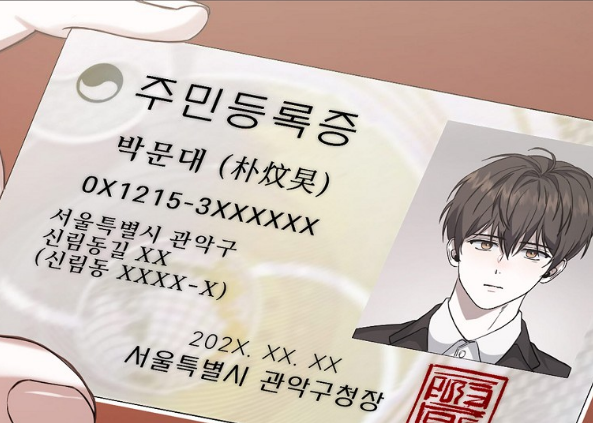 주민등록증
박문대 (朴炆旲)
0X1215-3XXXXXX
서울특별시 관악구
신림동길 XX
(신림동 XXXX-X)
202X. XX. XX
서울특별시 관악구청장